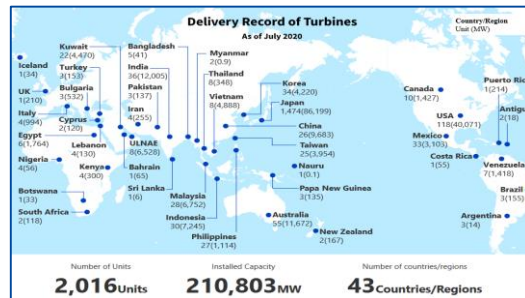 Delivery Record of Turbines
As of July 2020
Country/Region
Unit (MW)
Iceland
1(34)
UK
1(210)
Italy
4(994)
Egypt
6(1,764)
Nigeria
4(56)
Botswana
1(33)
South Africa
2(118)
Kuwait
22(4,470)
Turkey
3(153)
Bulgaria
3(532)
Cyprus
2(120)
Lebanon
4(130)
Kenya
4(300)
Bangladesh
5(41)
India
36(12,005)
Pakistan
3(137)
Iran
4(255)
ULNAE
8(6,528)
Bahrain
1(65)
Sri Lanka
1(6)
Myanmar
2(0.9)
Thailand
8(348)
Vietnam
8(4,888)
Malaysia
28(6,752)
Indonesia
30(7,245)
Philippines
27(1,114)
Korea
34(4,220)
Japan
1,474(86,199)
China
26(9,683)
Taiwan
25(3,954)
Nauru
1(0.1)
Papua New Guinea
3(135)
Australia
55(11,672)
New Zealand
2(167)
Canada
10(1,427)
USA
118(40,071)
Mexico
33(3,103)
Costa Rica
1(55)
Puerto Ric
1(214)
Antig
2(18)
Venezuela
7(1,418)
Brazil
3(155)
Argentina
3(14)
Number of Units
2,016 Units
Installed Capacity
210,803 MW
Number of countries/regions
43 Countries/Regions